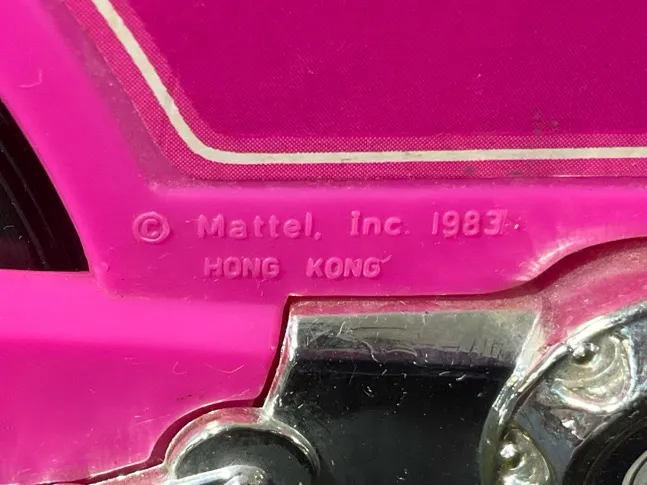 © Mattel, Inc. 1983
HONG KONG